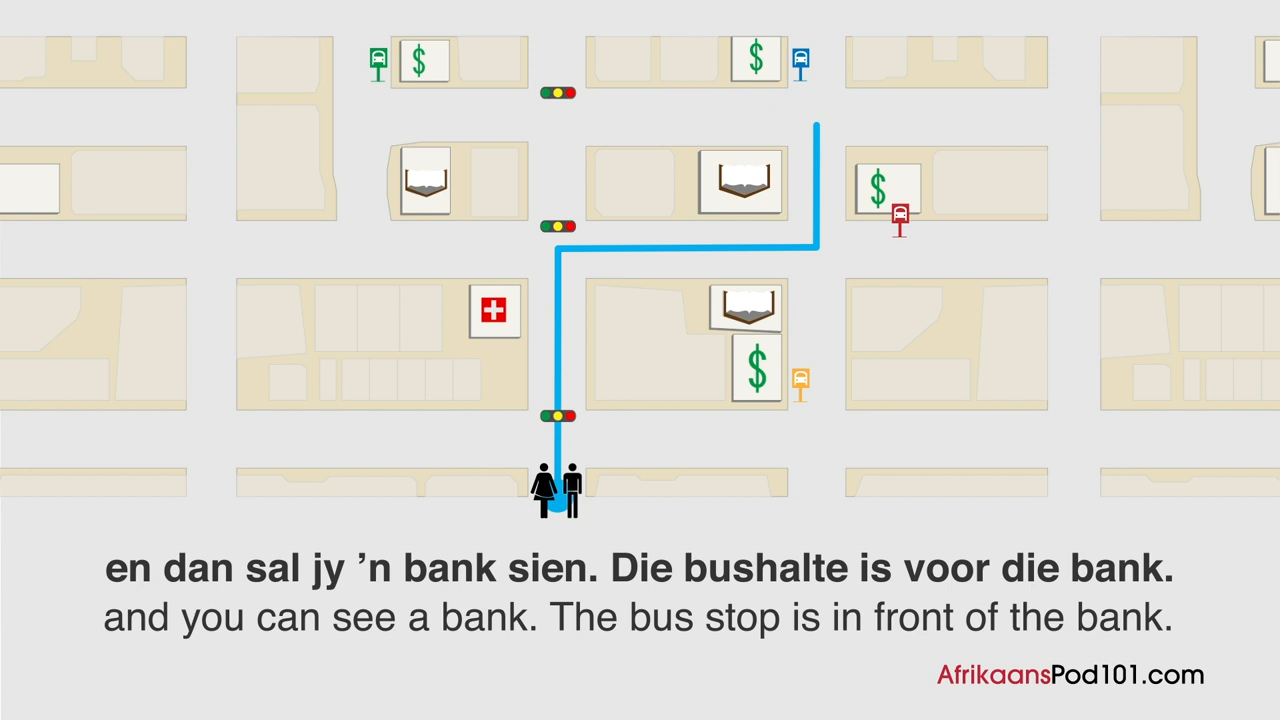 $ $
$
$
en dan sal jy ’n bank sien. Die bushalte is voor die bank.
and you can see a bank. The bus stop is in front of the bank.
AfrikaansPod101.com